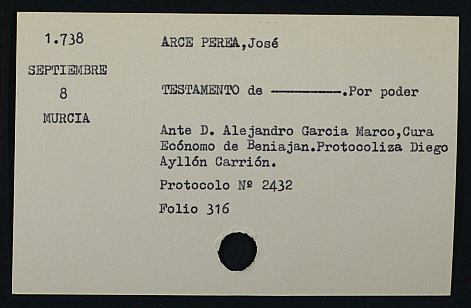 1.738
ARCE PEREA,José
SEPTIEMBRE
8
TESTAMENTO de ----------.Por poder
MURCIA
Ante D. Alejandro Garcia Marco,Cura
Ecónomo de Beniajan.Protocoliza Diego
Ayllón Carrión.
Protocolo Nº 2432
Folio 316